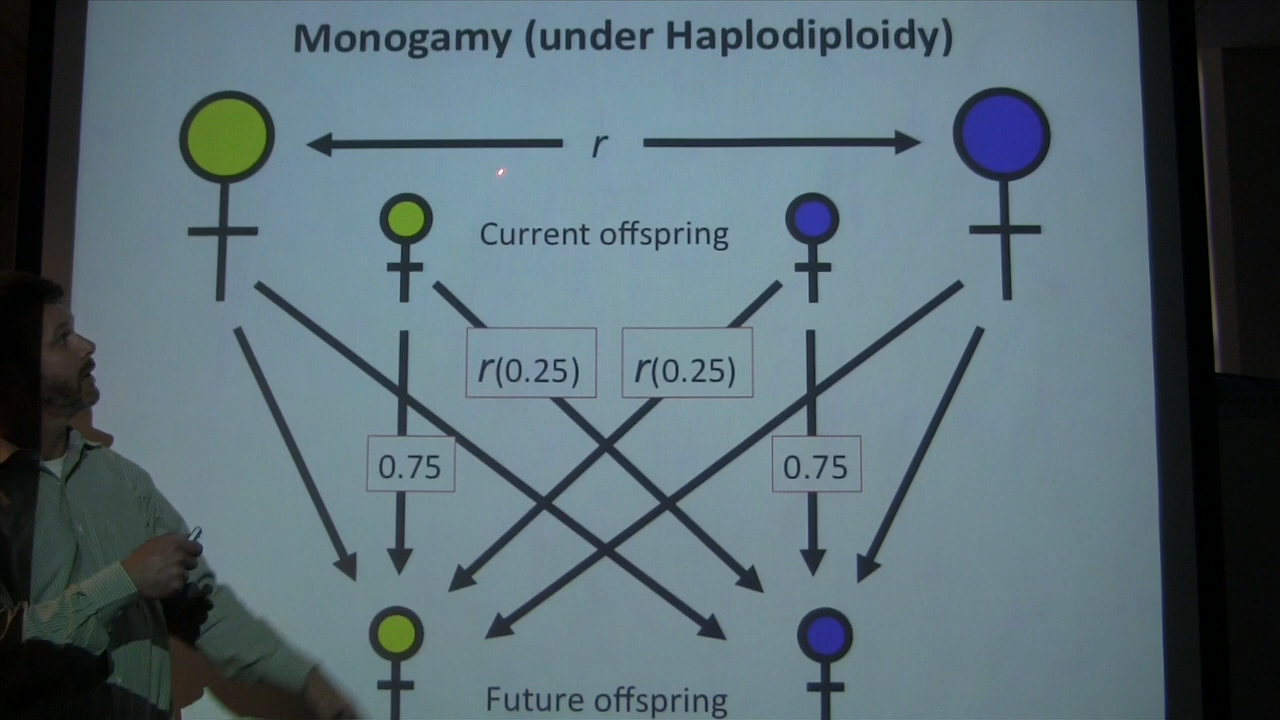 Monogamy (under Haplodiploidy)
r
Current offspring
r(0.25)
r(0.25)
0.75
0.75
Future offspring